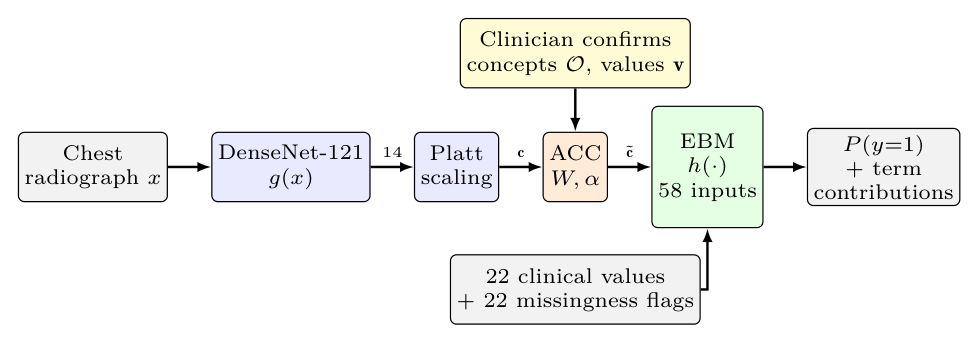 Clinician confirms
concepts 𝒪, values 𝐯
Chest
radiograph x
DenseNet-121
g(x)
14
Platt
scaling
c
ACC
W, α
c̃
EBM
h(·)
58 inputs
P(y=1)
+ term
contributions
22 clinical values
+ 22 missingness flags